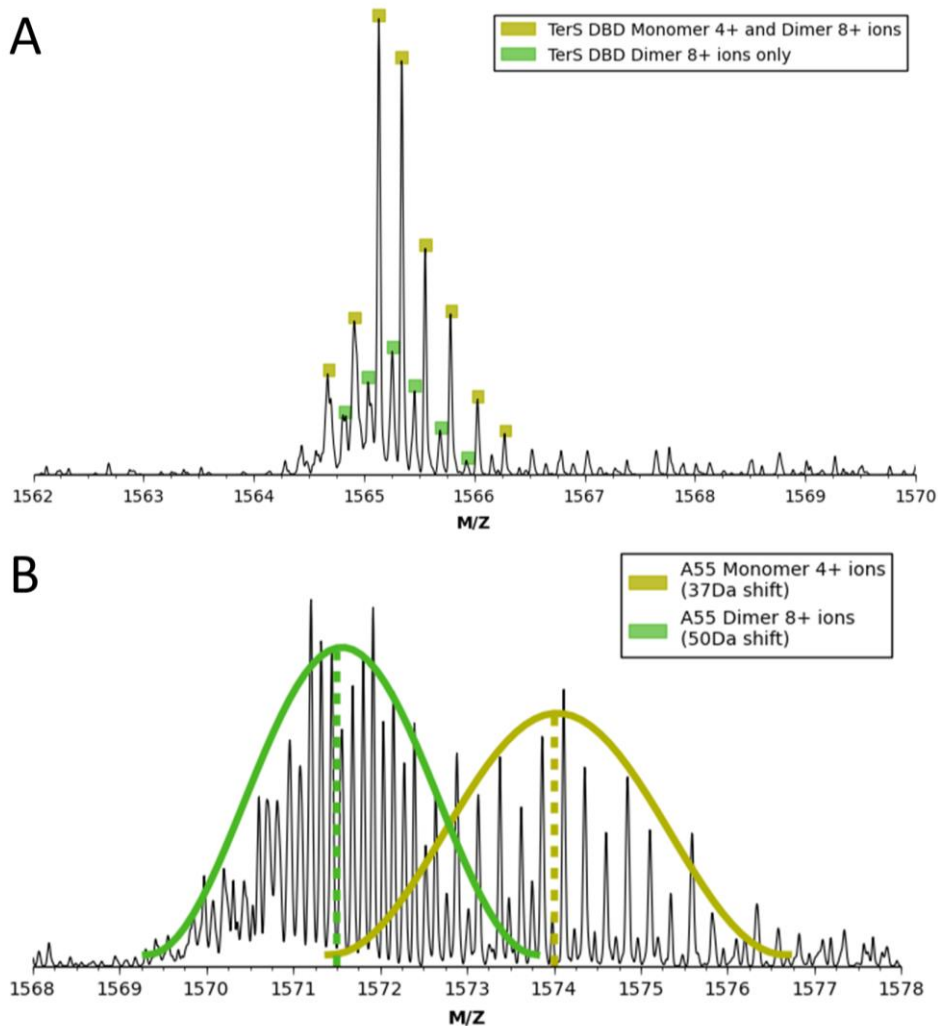 A
TerS DBD Monomer 4+ and Dimer 8+ ions
TerS DBD Dimer 8+ ions only
1562 1563 1564 1565 1566 1567 1568 1569 1570
M/Z
B
A55 Monomer 4+ ions
(37Da shift)
A55 Dimer 8+ ions
(50Da shift)
1568 1569 1570 1571 1572 1573 1574 1575 1576 1577 1578
M/Z